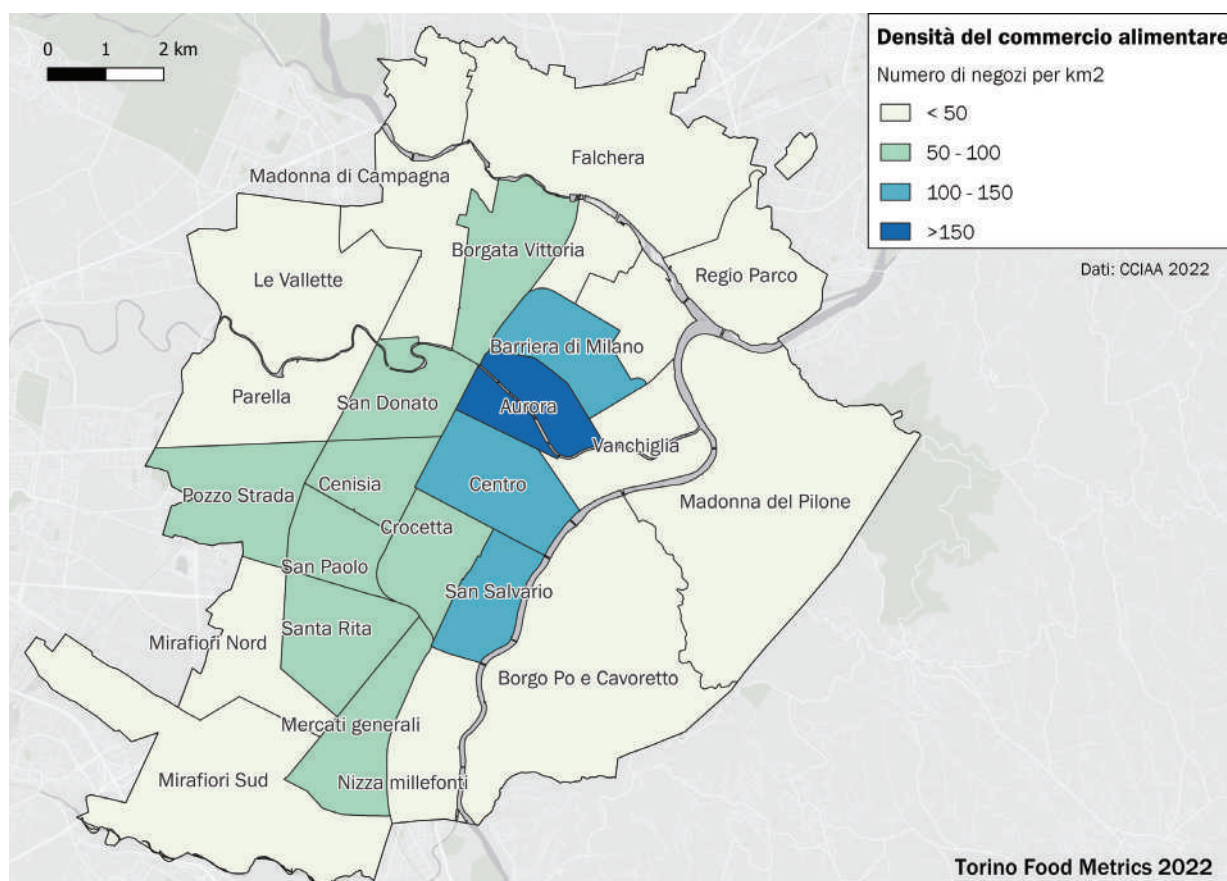 0 1 2 km
Densità del commercio alimentare
Numero di negozi per km2
< 50
50 - 100
100 - 150
>150
Dati: CCIAA 2022
Falchera
Madonna di Campagna
Borgata Vittoria
Le Vallette
Regio Parco
Barriera di Milano
Parella
San Donato
Aurora
Vanchiglia
Pozzo Strada
Cenisia
Centro
Madonna del Pilone
Crocetta
San Paolo
San Salvario
Santa Rita
Mirafiori Nord
Borgo Po e Cavoretto
Mercati generali
Mirafiori Sud
Nizza millefonti
Torino Food Metrics 2022